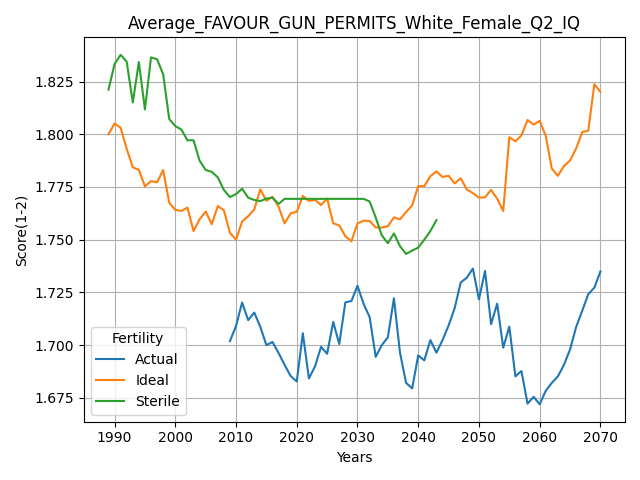 Average_FAVOUR_GUN_PERMITS_White_Female_Q2_IQ
Score(1-2)
1.825
1.800
1.775
1.750
1.725
1.700
1.675
Fertility
Actual
Ideal
Sterile
1990 2000 2010 2020 2030 2040 2050 2060 2070
Years